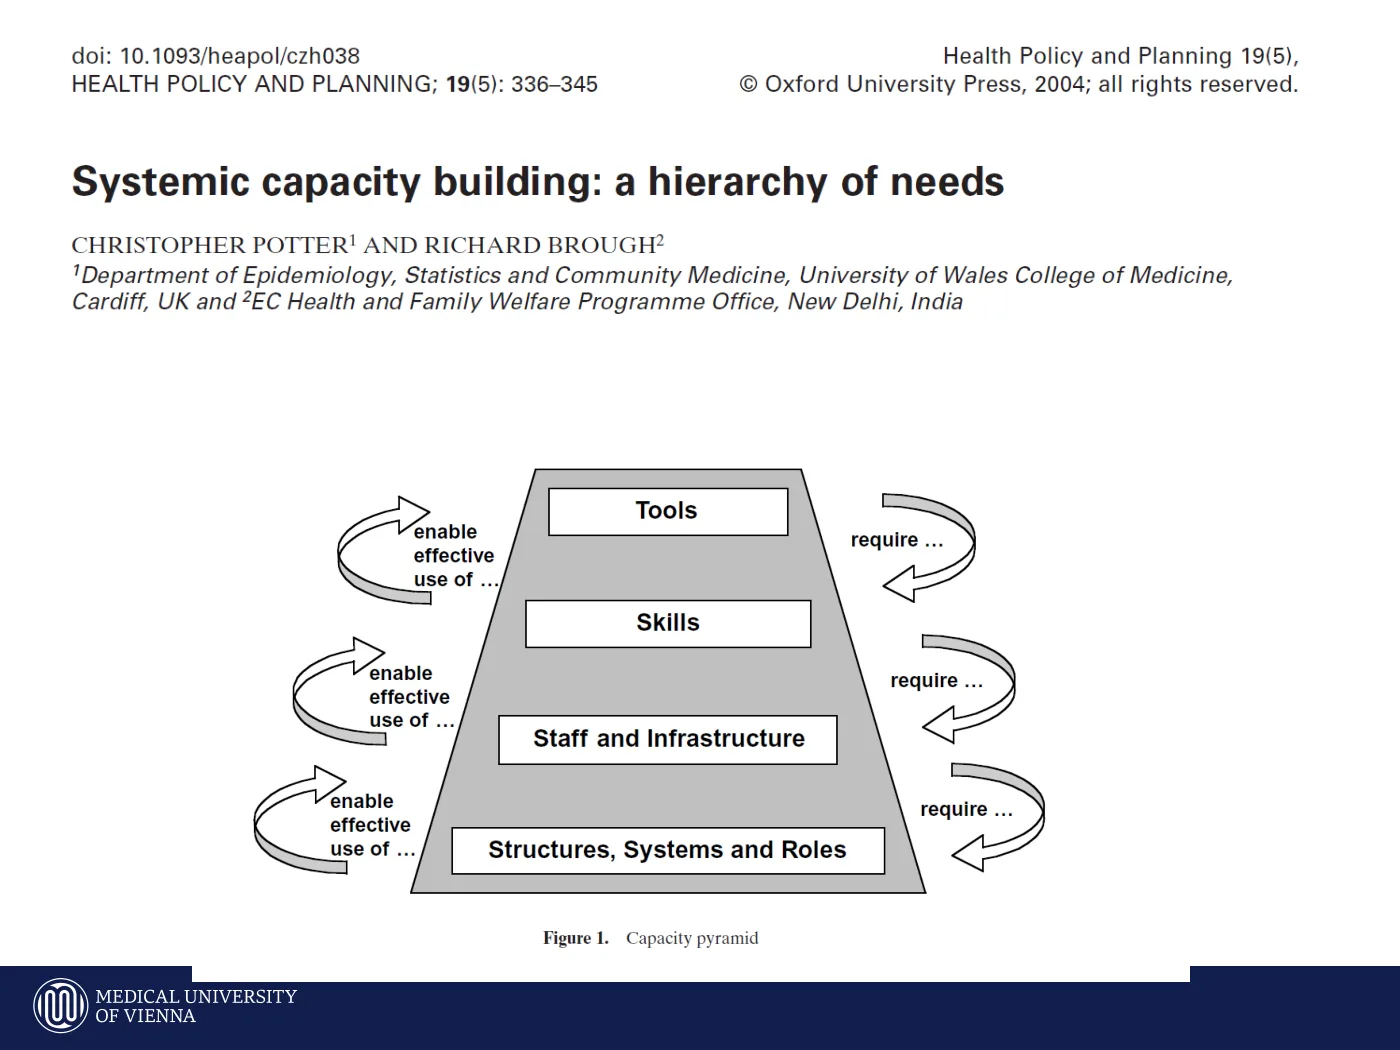 doi: 10.1093/heapol/czh038
HEALTH POLICY AND PLANNING; 19(5): 336–345
Health Policy and Planning 19(5),
© Oxford University Press, 2004; all rights reserved.
Systemic capacity building: a hierarchy of needs
CHRISTOPHER POTTER¹ AND RICHARD BROUGH²
¹Department of Epidemiology, Statistics and Community Medicine, University of Wales College of Medicine,
Cardiff, UK and ²EC Health and Family Welfare Programme Office, New Delhi, India
Tools
enable
effective
use of …
require …
Skills
enable
effective
use of …
require …
Staff and Infrastructure
enable
effective
use of …
require …
Structures, Systems and Roles
Figure 1. Capacity pyramid
MEDICAL UNIVERSITY
OF VIENNA